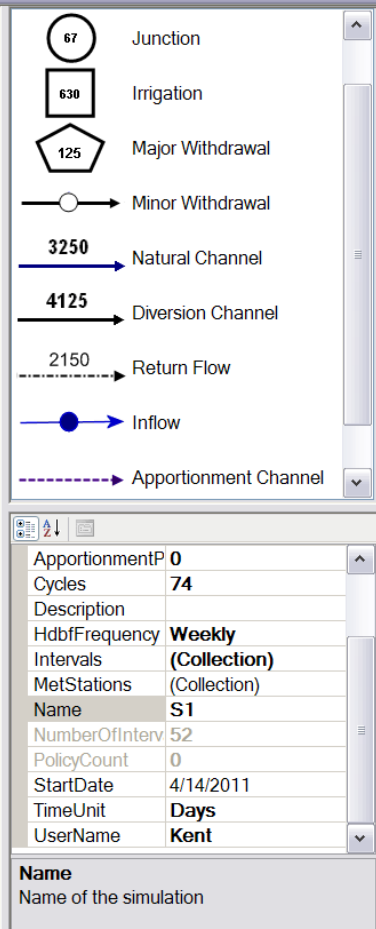 67 Junction
630 Irrigation
125 Major Withdrawal
Minor Withdrawal
3250 Natural Channel
4125 Diversion Channel
2150 Return Flow
Inflow
Apportionment Channel
ApportionmentP 0
Cycles 74
Description
HdbfFrequency Weekly
Intervals (Collection)
MetStations (Collection)
Name S1
NumberOfInterv 52
PolicyCount 0
StartDate 4/14/2011
TimeUnit Days
UserName Kent
Name
Name of the simulation